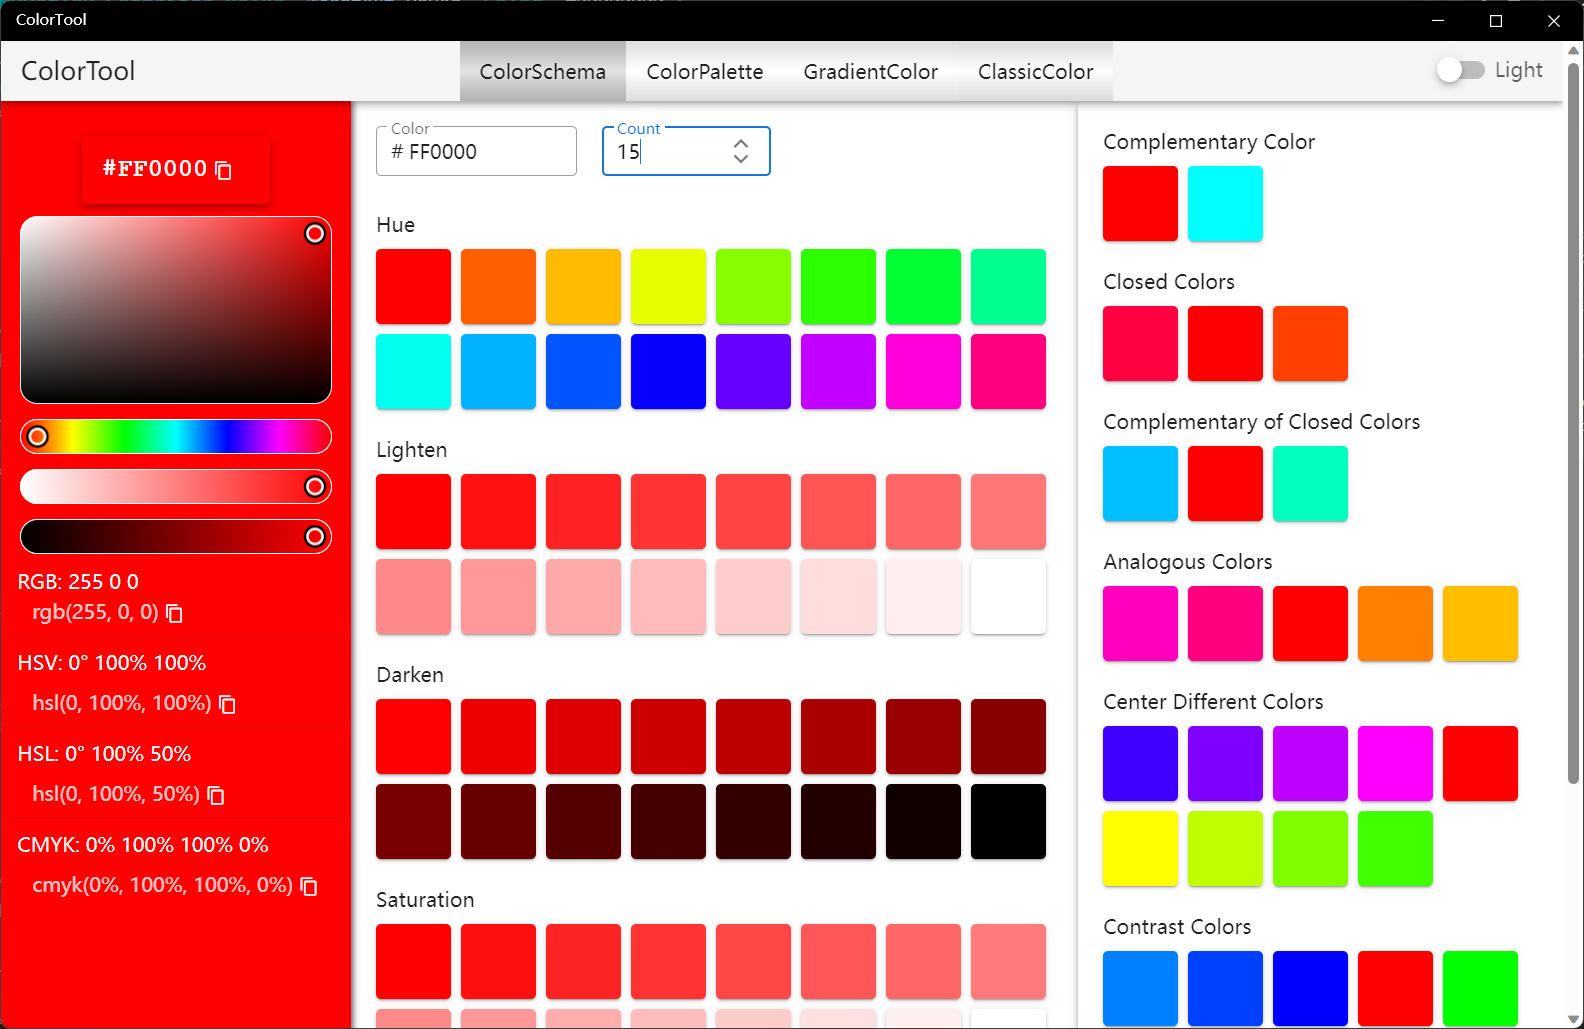 ColorTool
ColorTool
ColorSchema
ColorPalette
GradientColor
ClassicColor
Light
#FF0000
RGB: 255 0 0
rgb(255, 0, 0)
HSV: 0° 100% 100%
hsl(0, 100%, 100%)
HSL: 0° 100% 50%
hsl(0, 100%, 50%)
CMYK: 0% 100% 100% 0%
cmyk(0%, 100%, 100%, 0%)
Color
# FF0000
Count
15
Hue
Lighten
Darken
Saturation
Complementary Color
Closed Colors
Complementary of Closed Colors
Analogous Colors
Center Different Colors
Contrast Colors